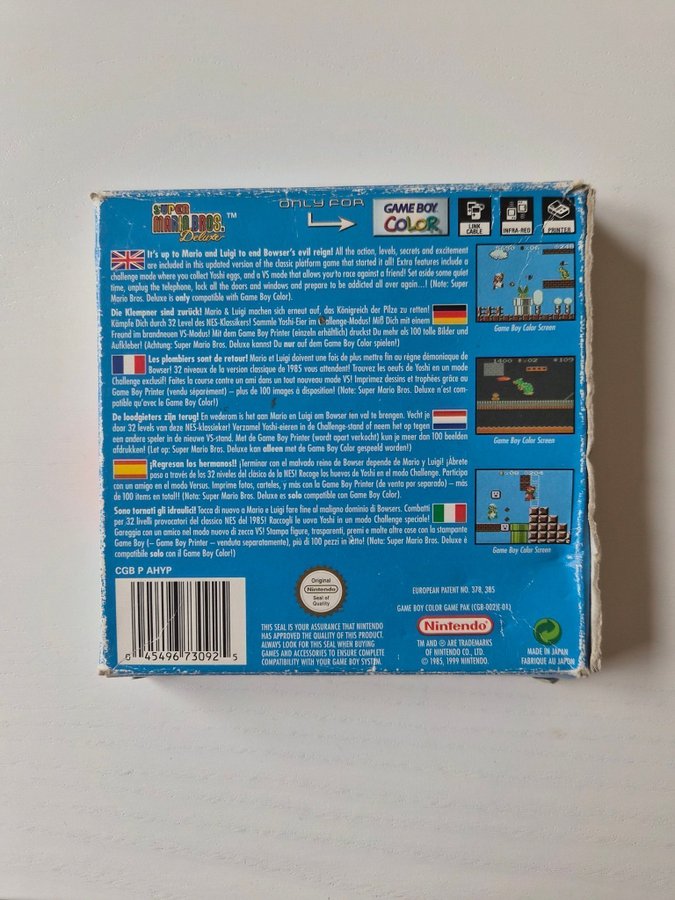 SUPER
MARIO BROS.
Deluxe ™
ONLY FOR
GAME BOY
COLOR
LINK
CABLE
INFRA-RED
PRINTER
It's up to Mario and Luigi to end Bowser's evil reign! All the action, levels, secrets and excitement
are included in this updated version of the classic platform game that started it all! Extra features include a
challenge mode where you collect Yoshi eggs, and a VS mode that allows you to race against a friend! Set aside some quiet
time, unplug the telephone, lock all the doors and windows and prepare to be addicted all over again...! (Note: Super
Mario Bros. Deluxe is only compatible with Game Boy Color).
Die Klempner sind zurück! Mario & Luigi machen sich erneut auf, das Königreich der Pilze zu retten!
Kämpfe Dich durch 32 Level des NES-Klassikers! Sammle Yoshi-Eier im Challenge-Modus! Miß Dich mit einem
Freund im brandneuen VS-Modus! Mit dem Game Boy Printer (einzeln erhältlich) druckst Du mehr als 100 tolle Bilder und
Aufkleber! (Achtung: Super Mario Bros. Deluxe kannst Du nur auf dem Game Boy Color spielen!)
Les plombiers sont de retour! Mario et Luigi doivent une fois de plus mettre fin au règne démoniaque de
Bowser! 32 niveaux de la version classique de 1985 vous attendent! Trouvez les oeufs de Yoshi en un mode
Challenge exclusif! Faites la course contre un ami dans un tout nouveau mode VS! Imprimez dessins et trophées grâce au
Game Boy Printer (vendu séparément) – plus de 100 images à disposition! (Note: Super Mario Bros. Deluxe n'est com-
patible qu'avec le Game Boy Color!)
De loodgieters zijn terug! En wederom is het aan Mario en Luigi om Bowser ten val te brengen. Vecht je
door 32 levels van deze NES-klassieker! Verzamel Yoshi-eieren in de Challenge-stand of neem het op tegen
een andere speler in de nieuwe VS-stand. Met de Game Boy Printer (wordt apart verkocht) kun je meer dan 100 beelden
afdrukken! (Let op: Super Mario Bros. Deluxe kan alleen met de Game Boy Color gespeeld worden!)
¡Regresan los hermanos!! ¡Terminar con el malvado reino de Bowser depende de Mario y Luigi! ¡Ábrete
paso a través de los 32 niveles del clásico de la NES! Recoge los huevos de Yoshi en el modo Challenge. Participa
con un amigo en el modo Versus. Imprime fotos, carteles, y más con la Game Boy Printer (de venta por separado) – más
de 100 items en total!! (Nota: Super Mario Bros. Deluxe es solo compatible con Game Boy Color).
Sono tornati gli idraulici! Tocca di nuovo a Mario e Luigi fare fine al maligno dominio di Bowsers. Combatti
per 32 livelli provocatori del classico NES del 1985! Raccogli le uova Yoshi in un modo Challenge speciale!
Gareggia con un amico nel modo nuovo di zecca VS! Stampa figure, trasparenti, premi e molte altre cose con la stampante
Game Boy (– Game Boy Printer – venduta separatamente), più di 100 pezzi in tutto! (Nota: Super Mario Bros. Deluxe è
compatibile solo con il Game Boy Color!)
Game Boy Color Screen
Game Boy Color Screen
Game Boy Color Screen
CGB P AHYP
45496 73092 5
Original
Nintendo
Seal of
Quality
THIS SEAL IS YOUR ASSURANCE THAT NINTENDO
HAS APPROVED THE QUALITY OF THIS PRODUCT.
ALWAYS LOOK FOR THIS SEAL WHEN BUYING
GAMES AND ACCESSORIES TO ENSURE COMPLETE
COMPATIBILITY WITH YOUR GAME BOY SYSTEM.
EUROPEAN PATENT NO. 378, 385
GAME BOY COLOR GAME PAK (CGB-002(E-01)
Nintendo
TM AND ® ARE TRADEMARKS
OF NINTENDO CO., LTD.
© 1985, 1999 NINTENDO.
MADE IN JAPAN
FABRIQUE AU JAPON